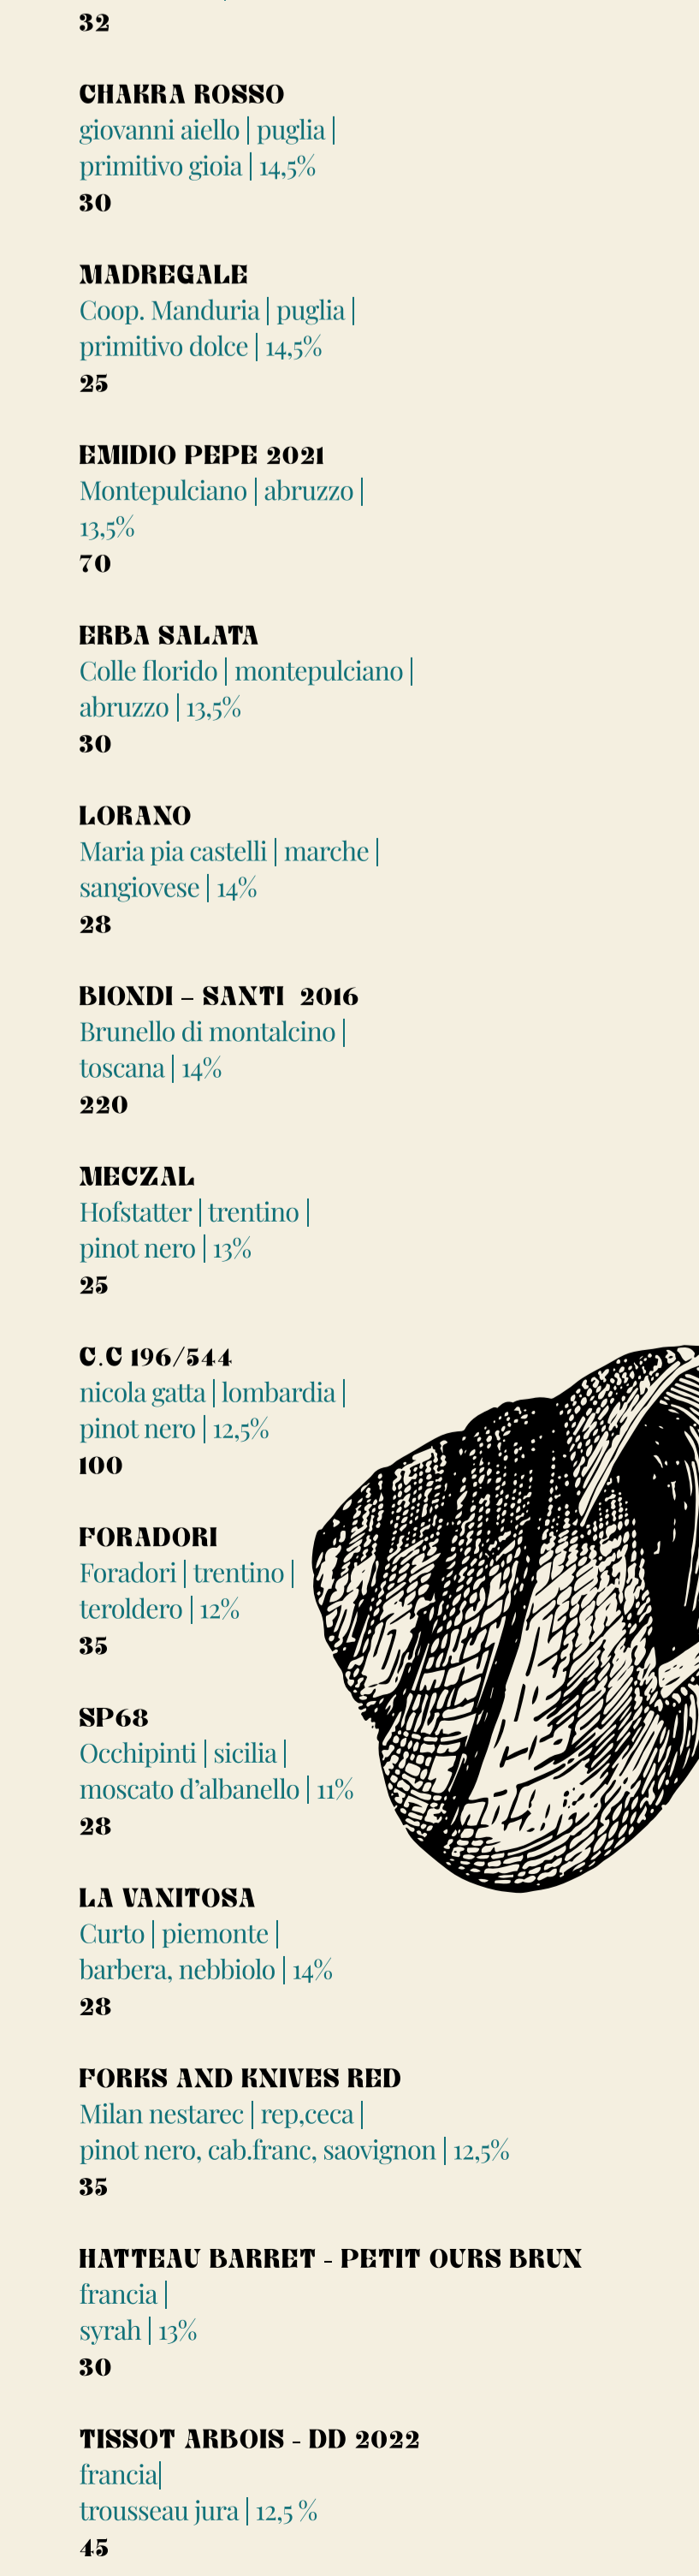 32
CHAKRA ROSSO
giovanni aiello | puglia |
primitivo gioia | 14,5%
30
MADREGALE
Coop. Manduria | puglia |
primitivo dolce | 14,5%
25
EMIDIO PEPE 2021
Montepulciano | abruzzo |
13,5%
70
ERBA SALATA
Colle florido | montepulciano |
abruzzo | 13,5%
30
LORANO
Maria pia castelli | marche |
sangiovese | 14%
28
BIONDI – SANTI  2016
Brunello di montalcino |
toscana | 14%
220
MECZAL
Hofstatter | trentino |
pinot nero | 13%
25
C.C 196/544
nicola gatta | lombardia |
pinot nero | 12,5%
100
FORADORI
Foradori | trentino |
teroldero | 12%
35
SP68
Occhipinti | sicilia |
moscato d’albanello | 11%
28
LA VANITOSA
Curto | piemonte |
barbera, nebbiolo | 14%
28
FORKS AND KNIVES RED
Milan nestarec | rep,ceca |
pinot nero, cab.franc, saovignon | 12,5%
35
HATTEAU BARRET - PETIT OURS BRUN
francia |
syrah | 13%
30
TISSOT ARBOIS - DD 2022
francia|
trousseau jura | 12,5 %
45